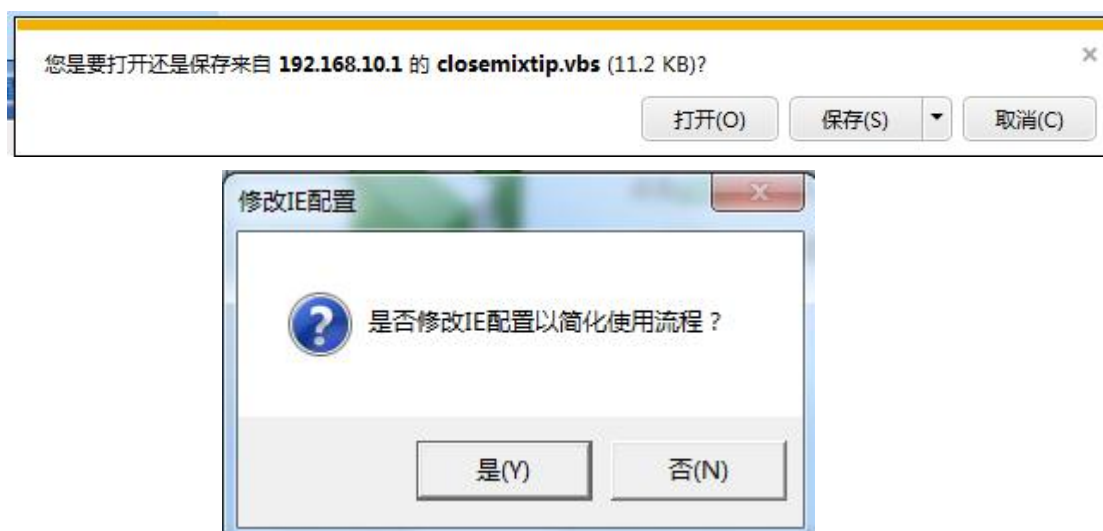 您是要打开还是保存来自 192.168.10.1 的 closemixtip.vbs (11.2 KB)?
打开(O) 保存(S) 取消(C)
修改IE配置
是否修改IE配置以简化使用流程？
是(Y) 否(N)